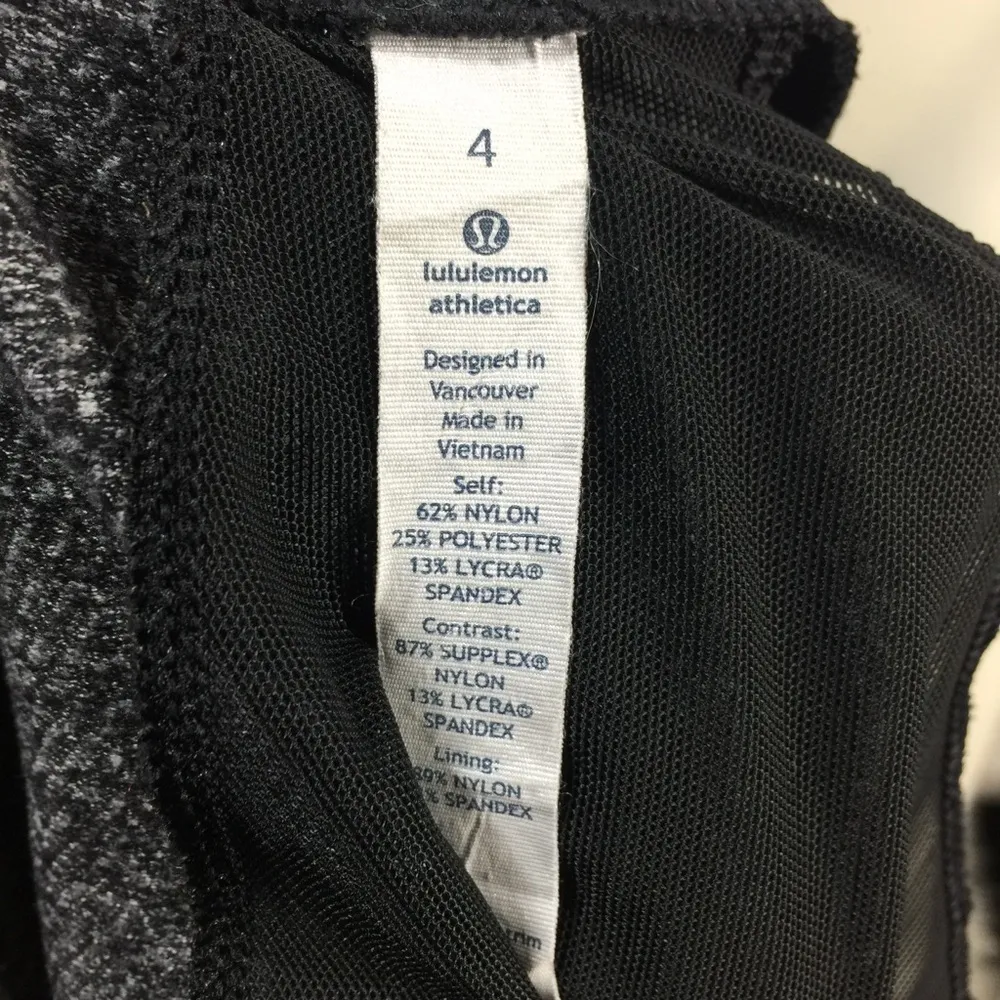 4
lululemon
athletica
Designed in
Vancouver
Made in
Vietnam
Self:
62% NYLON
25% POLYESTER
13% LYCRA®
SPANDEX
Contrast:
87% SUPPLEX®
NYLON
13% LYCRA®
SPANDEX
Lining:
89% NYLON
% SPANDEX